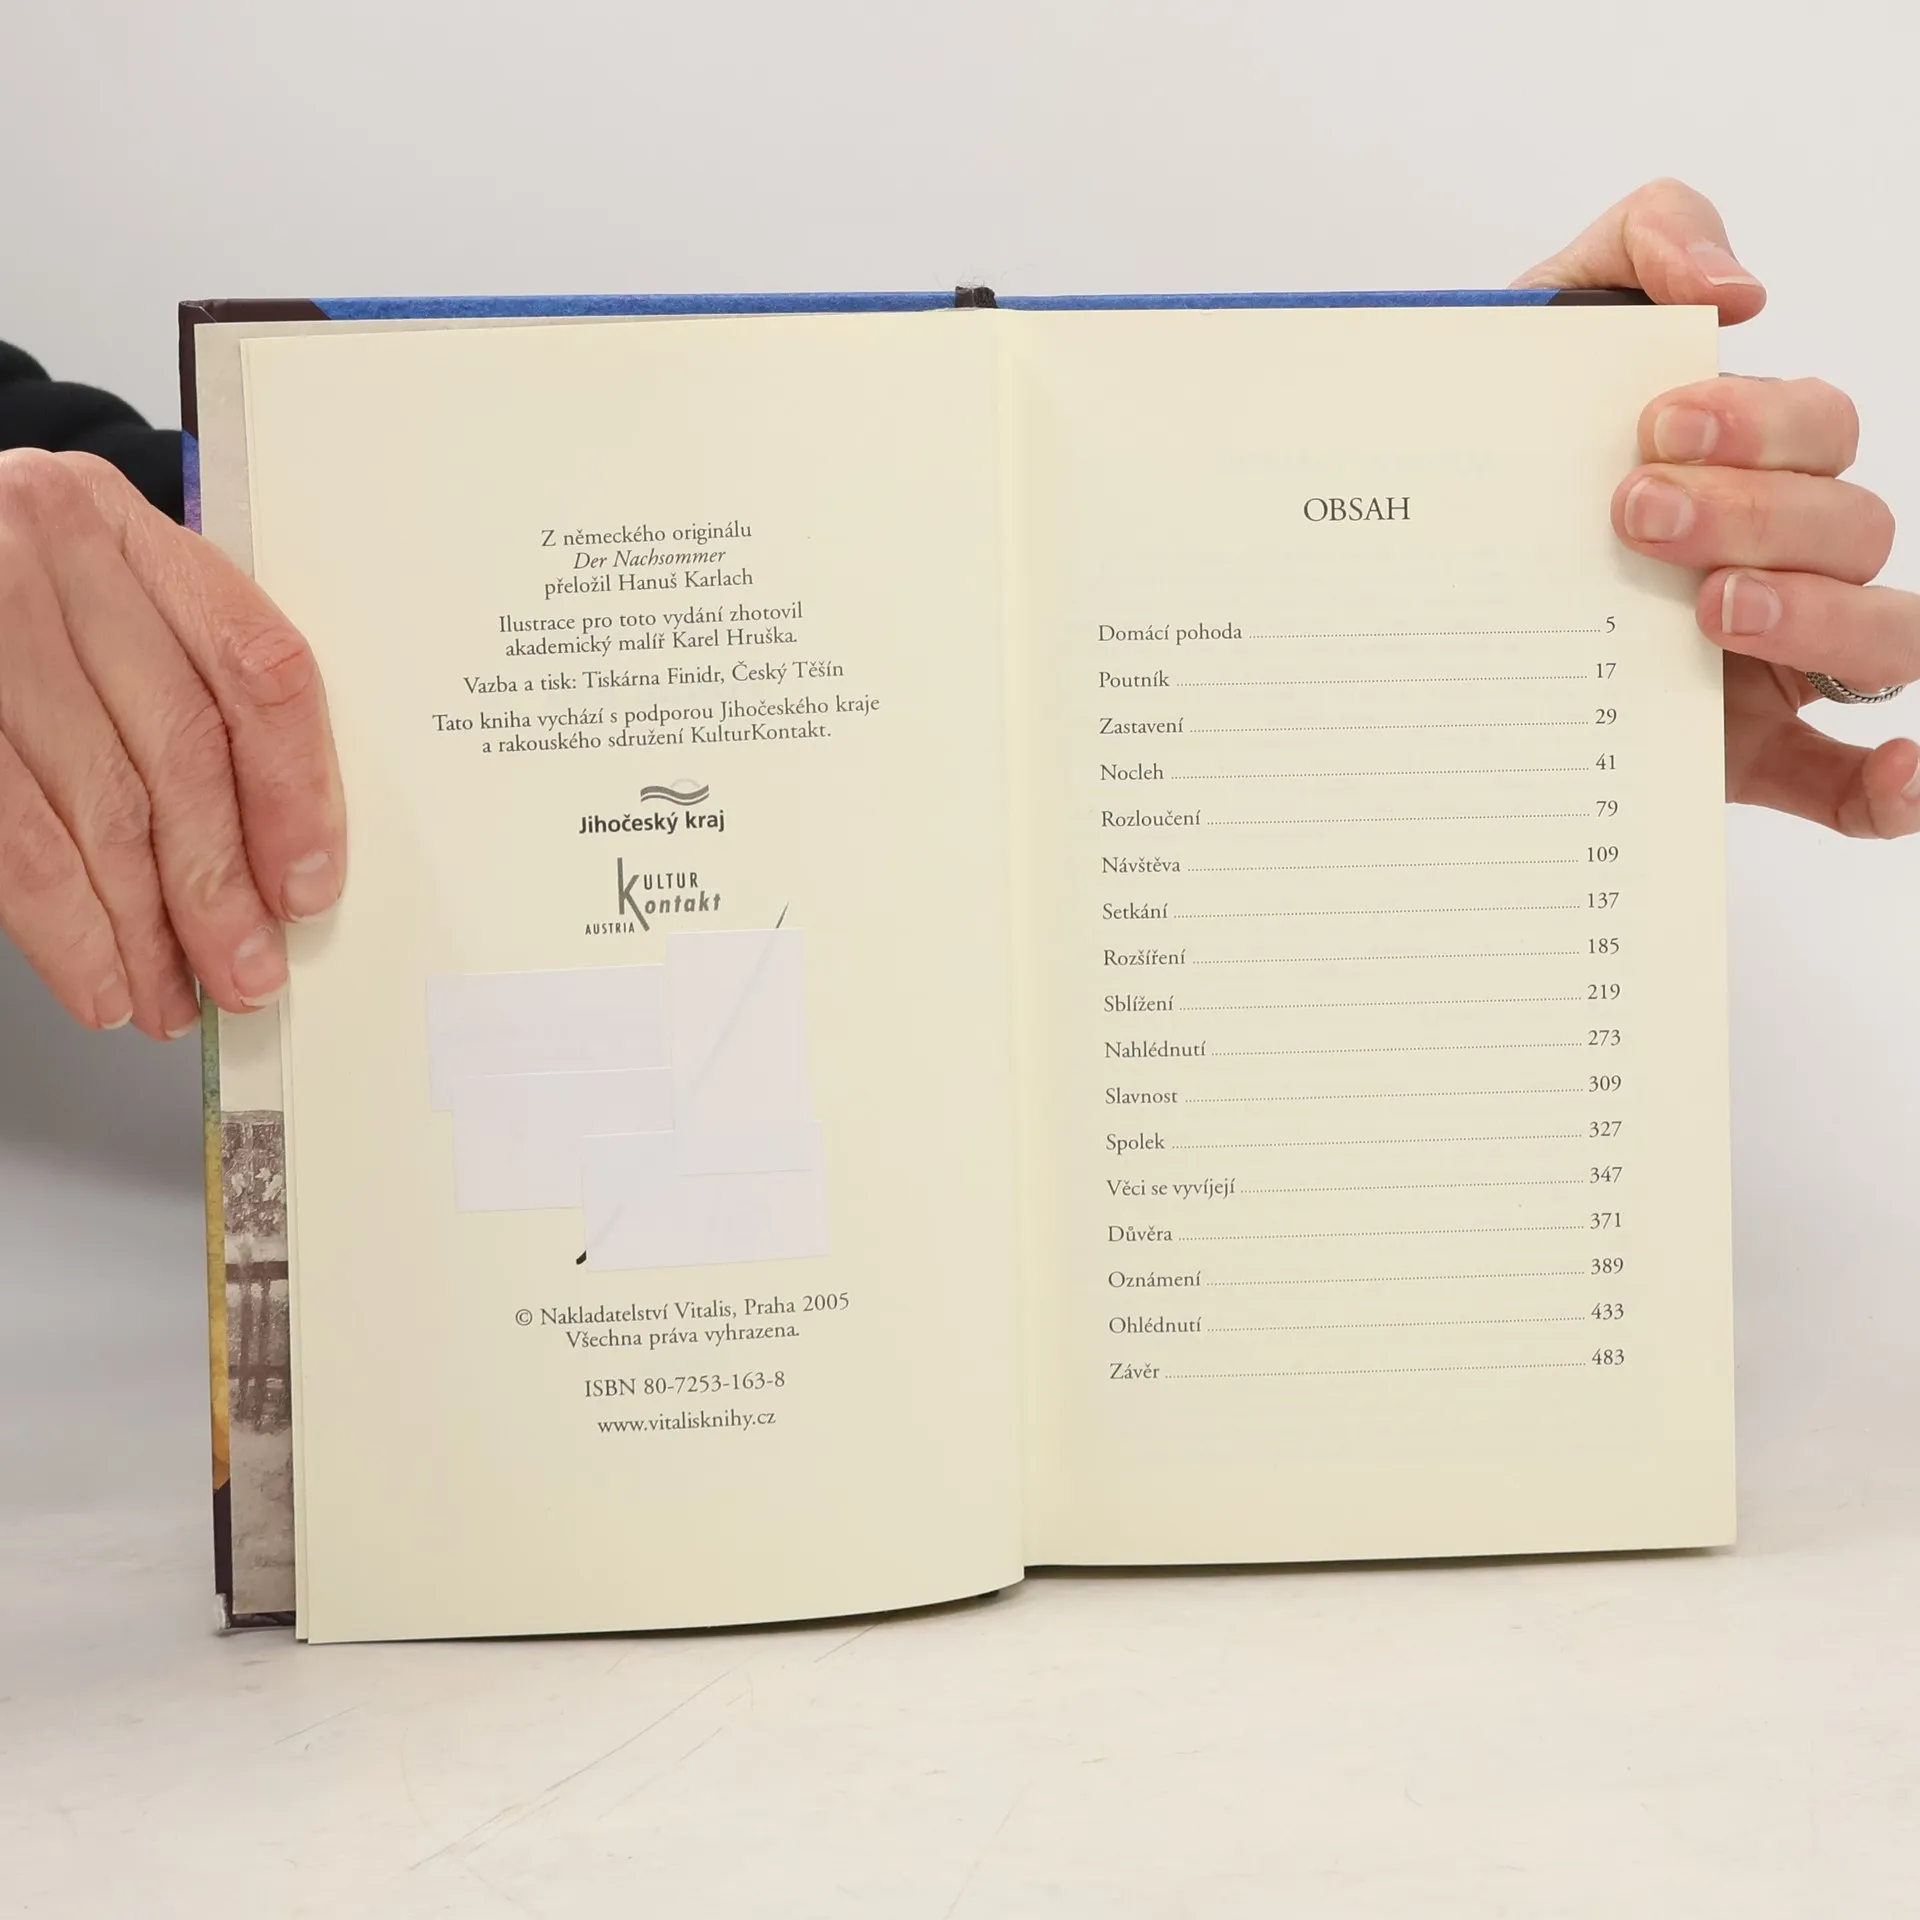 Z německého originálu
Der Nachsommer
přeložil Hanuš Karlach
Ilustrace pro toto vydání zhotovil
akademický malíř Karel Hruška.
Vazba a tisk: Tiskárna Finidr, Český Těšín
Tato kniha vychází s podporou Jihočeského kraje
a rakouského sdružení KulturKontakt.
Jihočeský kraj
KULTUR
Kontakt
AUSTRIA
© Nakladatelství Vitalis, Praha 2005
Všechna práva vyhrazena.
ISBN 80-7253-163-8
www.vitalisknihy.cz
OBSAH
Domácí pohoda 5
Poutník 17
Zastavení 29
Nocleh 41
Rozloučení 79
Návštěva 109
Setkání 137
Rozšíření 185
Sblížení 219
Nahlédnutí 273
Slavnost 309
Spolek 327
Věci se vyvíjejí 347
Důvěra 371
Oznámení 389
Ohlédnutí 433
Závěr 483